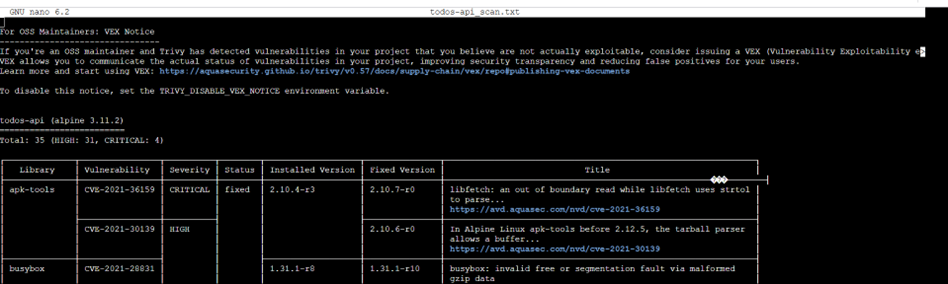 GNU nano 6.2 todos-api_scan.txt
For OSS Maintainers: VEX Notice
--------------------------------
If you're an OSS maintainer and Trivy has detected vulnerabilities in your project that you believe are not actually exploitable, consider issuing a VEX (Vulnerability Exploitability e>
VEX allows you to communicate the actual status of vulnerabilities in your project, improving security transparency and reducing false positives for your users.
Learn more and start using VEX: https://aquasecurity.github.io/trivy/v0.57/docs/supply-chain/vex/repo#publishing-vex-documents
To disable this notice, set the TRIVY_DISABLE_VEX_NOTICE environment variable.
todos-api (alpine 3.11.2)
=========================
Total: 35 (HIGH: 31, CRITICAL: 4)
Library Vulnerability Severity Status Installed Version Fixed Version Title
apk-tools CVE-2021-36159 CRITICAL fixed 2.10.4-r3 2.10.7-r0 libfetch: an out of boundary read while libfetch uses strtol
to parse...
https://avd.aquasec.com/nvd/cve-2021-36159
CVE-2021-30139 HIGH 2.10.6-r0 In Alpine Linux apk-tools before 2.12.5, the tarball parser
allows a buffer...
https://avd.aquasec.com/nvd/cve-2021-30139
busybox CVE-2021-28831 1.31.1-r8 1.31.1-r10 busybox: invalid free or segmentation fault via malformed
gzip data